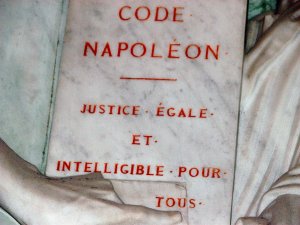 CODE
NAPOLÉON·
JUSTICE·ÉGALE·
ET·
INTELLIGIBLE·POUR·
TOUS·